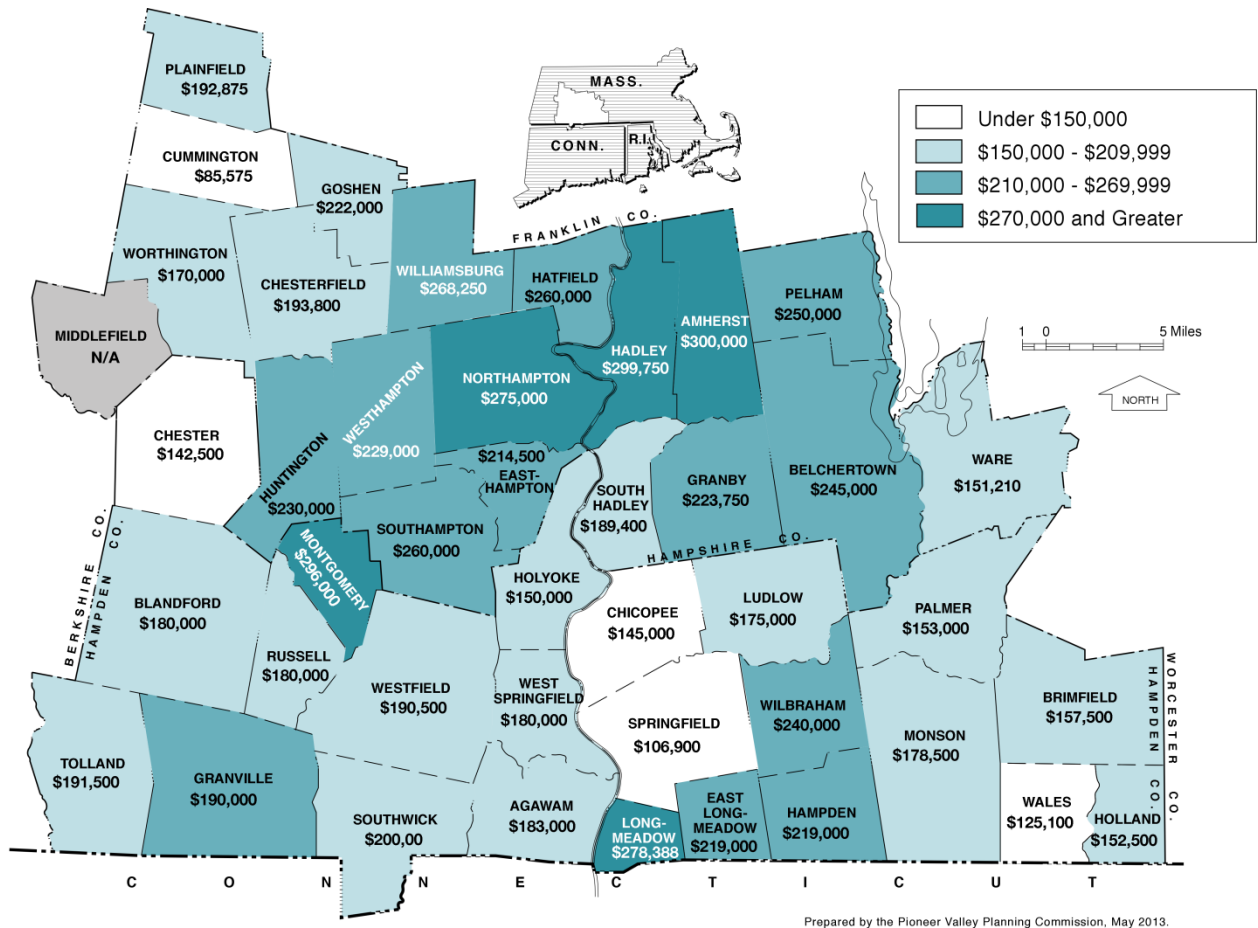 PLAINFIELD
$192,875
CUMMINGTON
$85,575
GOSHEN
$222,000
WORTHINGTON
$170,000
CHESTERFIELD
$193,800
WILLIAMSBURG
$268,250
HATFIELD
$260,000
FRANKLIN CO.
MASS.
CONN.
R.I.
Under $150,000
$150,000 - $209,999
$210,000 - $269,999
$270,000 and Greater
MIDDLEFIELD
N/A
PELHAM
$250,000
AMHERST
$300,000
HADLEY
$299,750
1 0 5 Miles
NORTH
NORTHAMPTON
$275,000
WESTHAMPTON
$229,000
CHESTER
$142,500
HUNTINGTON
$230,000
$214,500
EAST-
HAMPTON
SOUTH
HADLEY
$189,400
GRANBY
$223,750
BELCHERTOWN
$245,000
WARE
$151,210
SOUTHAMPTON
$260,000
MONTGOMERY
$296,000
HAMPSHIRE CO.
BERKSHIRE CO.
HAMPDEN CO.
BLANDFORD
$180,000
HOLYOKE
$150,000
CHICOPEE
$145,000
LUDLOW
$175,000
PALMER
$153,000
RUSSELL
$180,000
WESTFIELD
$190,500
WEST
SPRINGFIELD
$180,000
SPRINGFIELD
$106,900
WILBRAHAM
$240,000
MONSON
$178,500
BRIMFIELD
$157,500
HAMPDEN CO.
WORCESTER CO.
TOLLAND
$191,500
GRANVILLE
$190,000
SOUTHWICK
$200,00
AGAWAM
$183,000
LONG-
MEADOW
$278,388
EAST
LONG-
MEADOW
$219,000
HAMPDEN
$219,000
WALES
$125,100
HOLLAND
$152,500
CONNECTICUT
Prepared by the Pioneer Valley Planning Commission, May 2013.